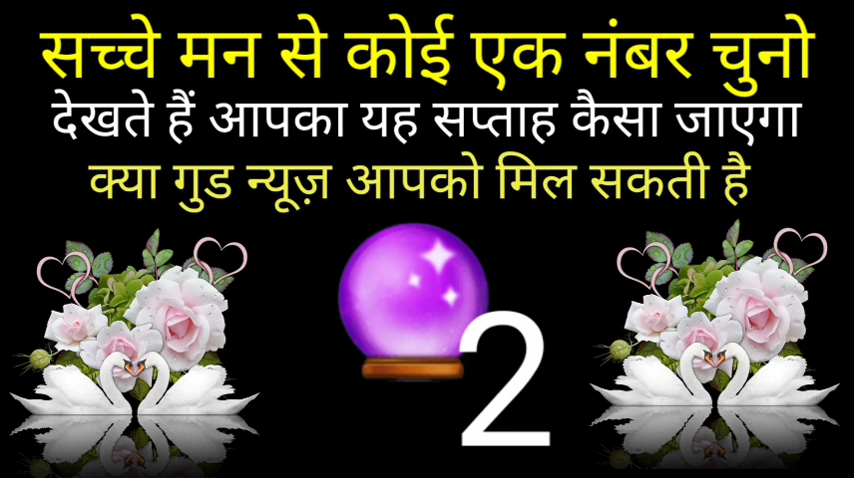 सच्चे मन से कोई एक नंबर चुनो
देखते हैं आपका यह सप्ताह कैसा जाएगा
क्या गुड न्यूज़ आपको मिल सकती है
2